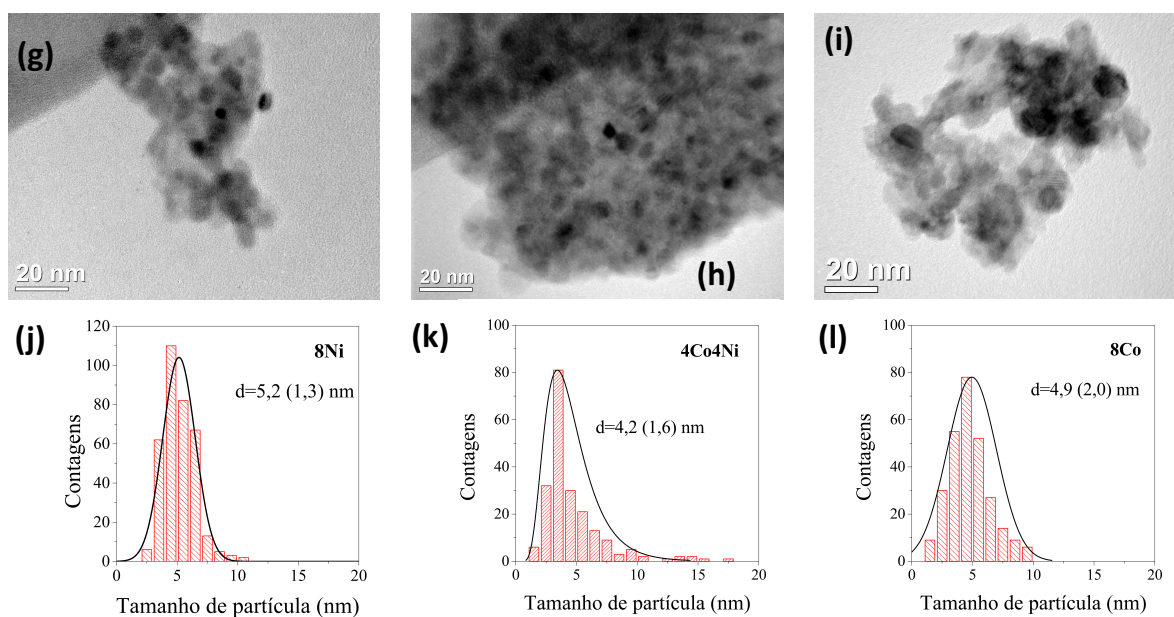 (g)
20 nm
(h)
20 nm
(i)
20 nm
(j)
8Ni
d=5,2 (1,3) nm
Contagens
120
100
80
60
40
20
0
0 5 10 15 20
Tamanho de partícula (nm)
(k)
4Co4Ni
d=4,2 (1,6) nm
Contagens
100
80
60
40
20
0
0 5 10 15 20
Tamanho de partícula (nm)
(l)
8Co
d=4,9 (2,0) nm
Contagens
100
80
60
40
20
0
0 5 10 15 20
Tamanho de partícula (nm)